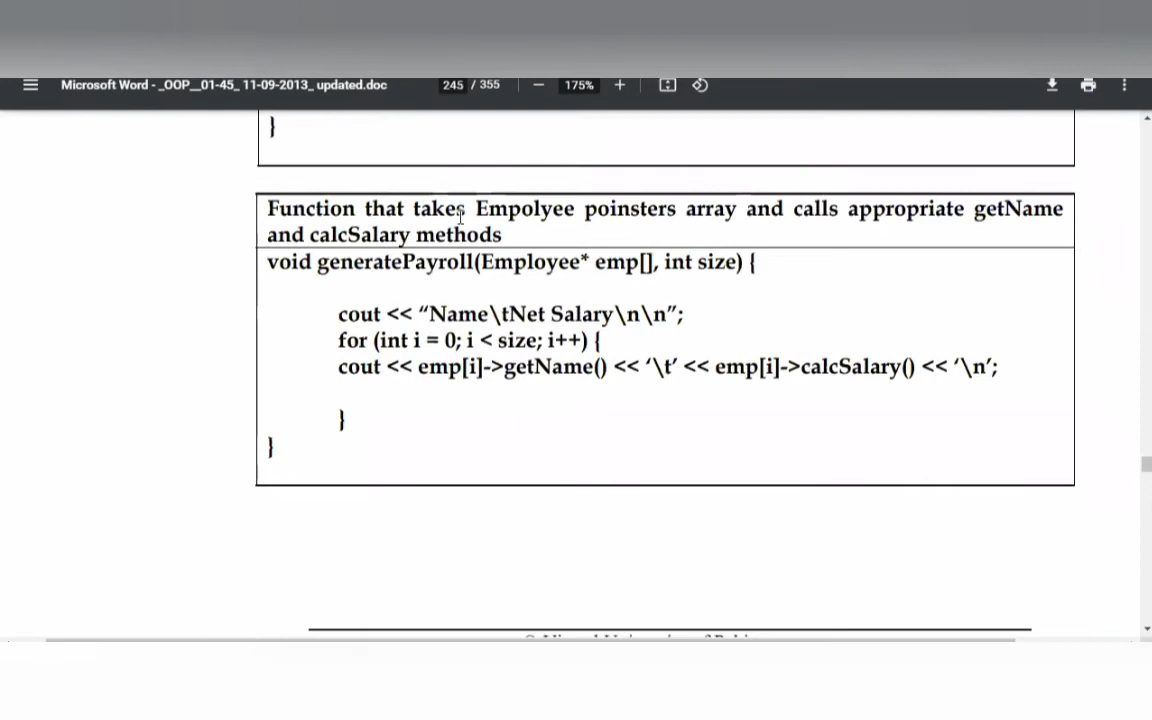 Microsoft Word - _OOP__01-45_ 11-09-2013_ updated.doc 245 / 355 175%
}
Function that takes Empolyee poinsters array and calls appropriate getName
and calcSalary methods
void generatePayroll(Employee* emp[], int size) {
cout << “Name\tNet Salary\n\n”;
for (int i = 0; i < size; i++) {
cout << emp[i]->getName() << ‘\t’ << emp[i]->calcSalary() << ‘\n’;
}
}